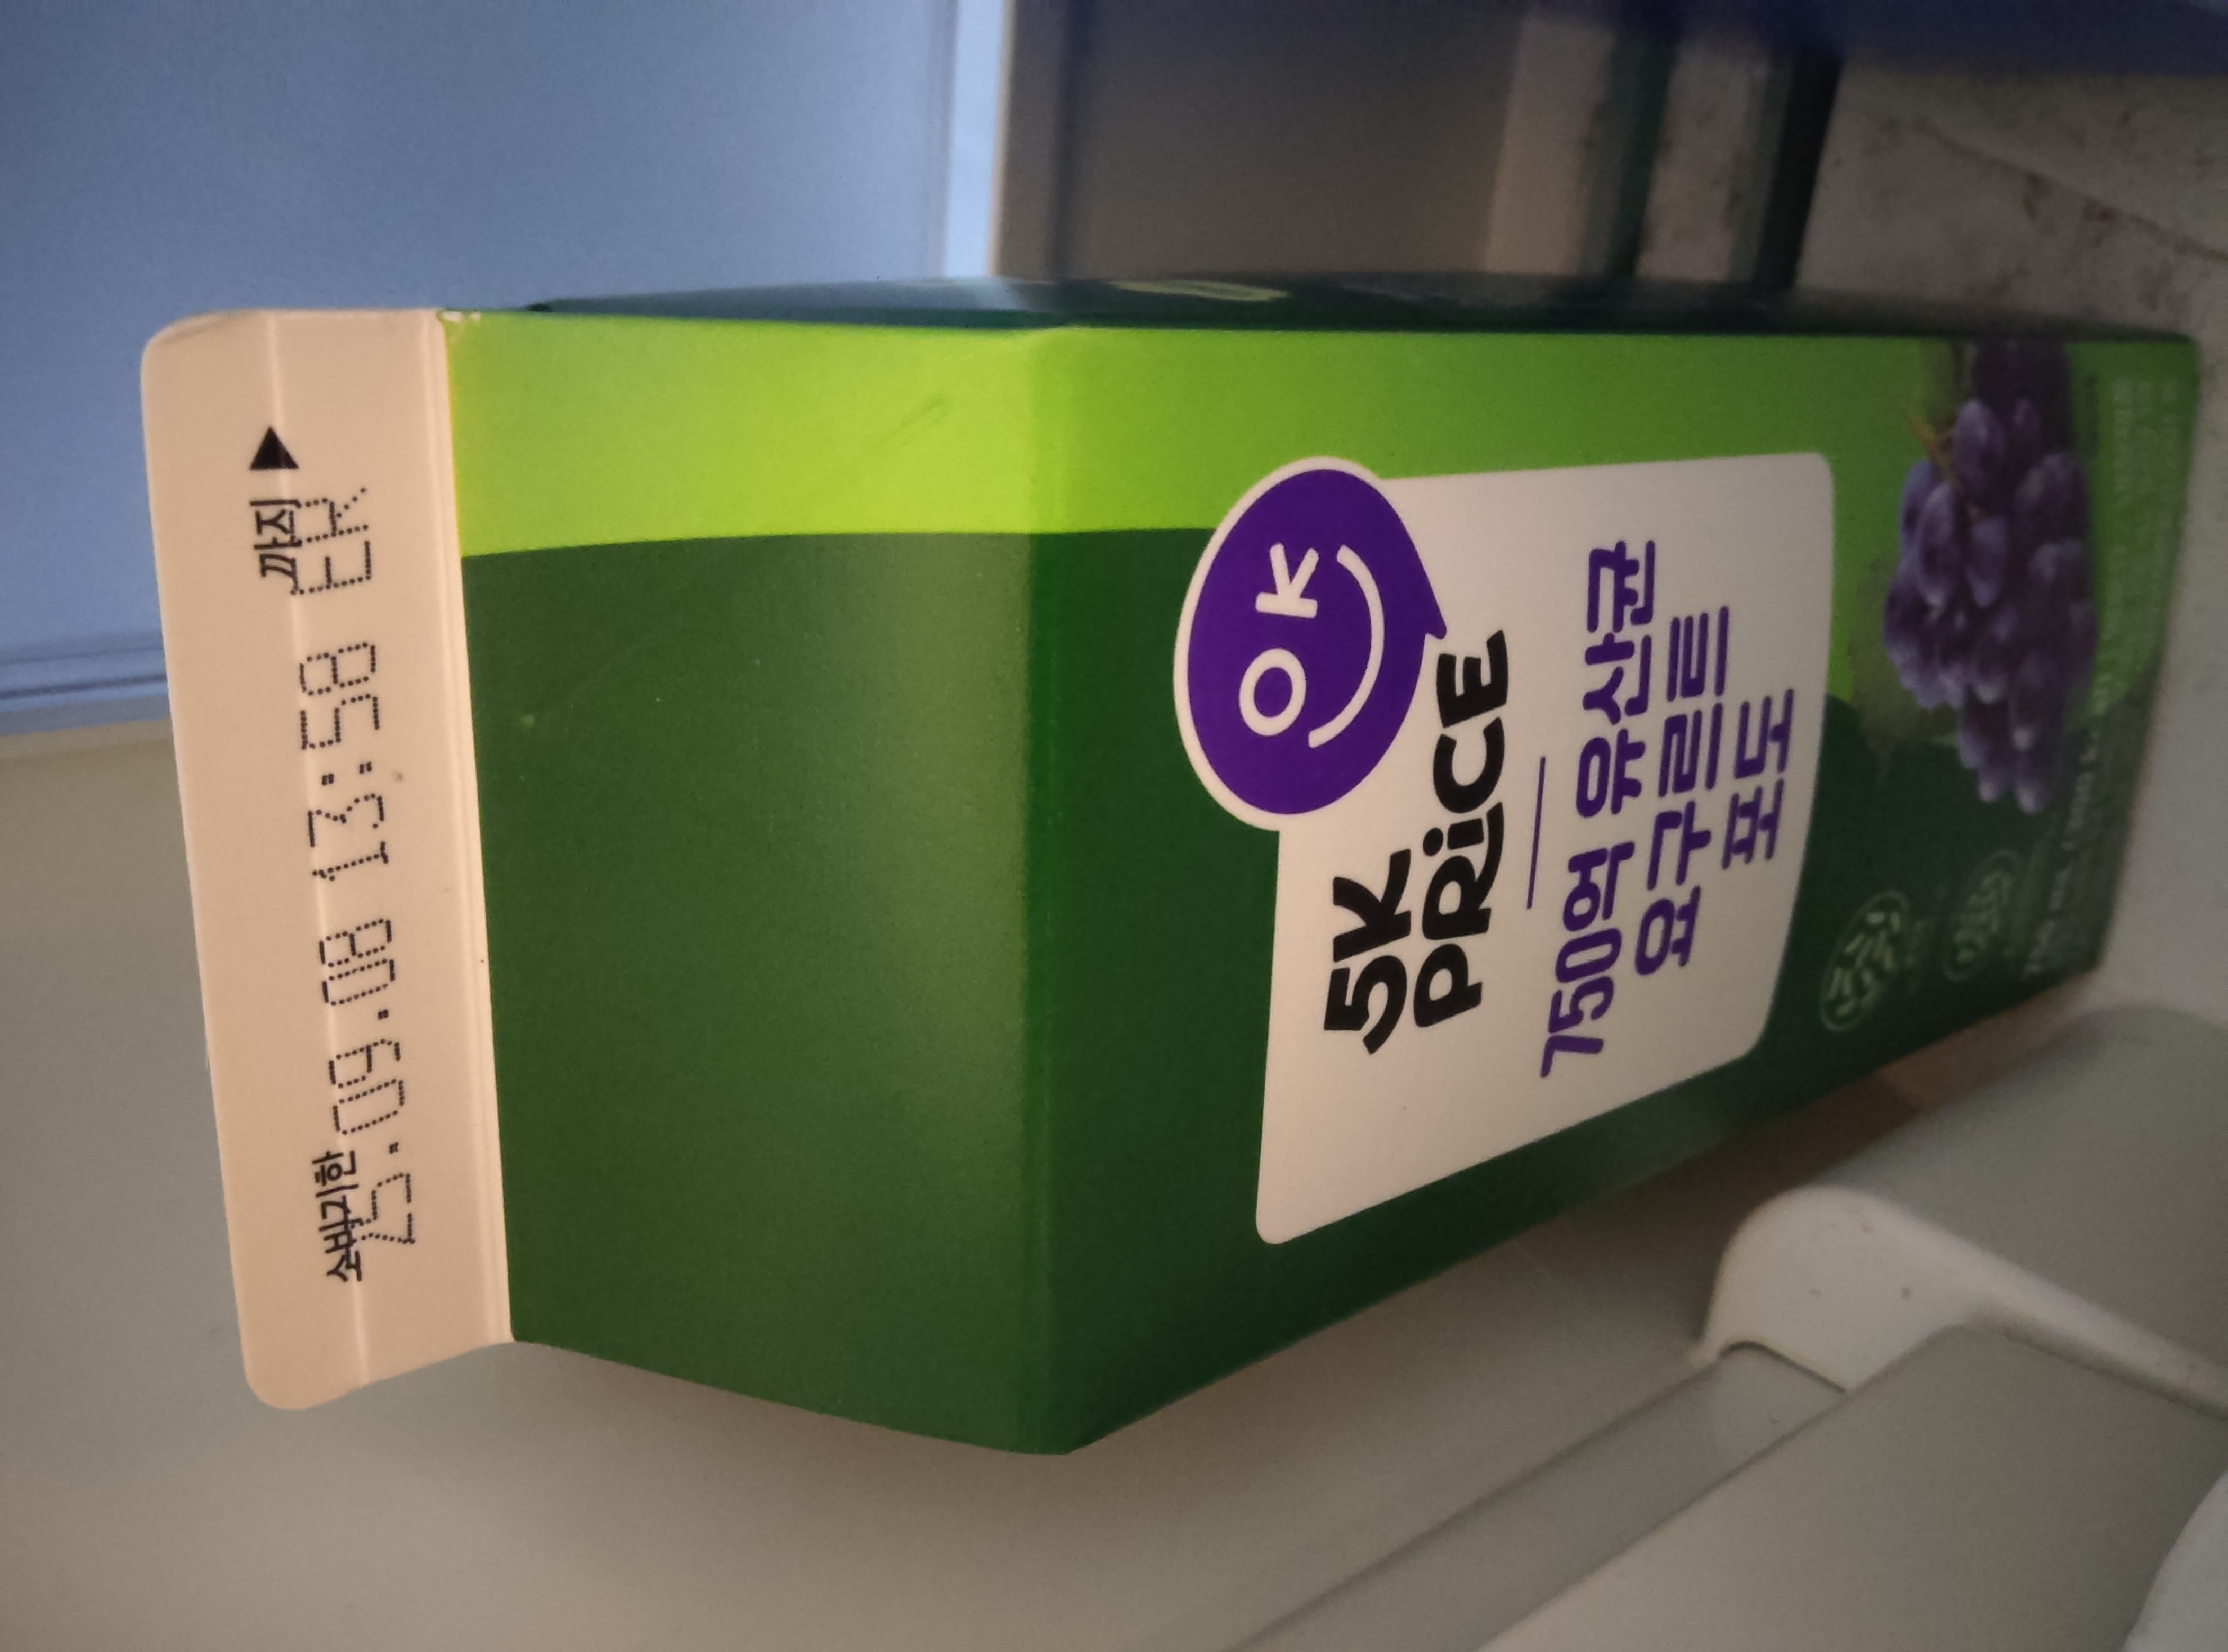 소비기한 까지 ▲
25.09.08 13:58 ER
ok
5K
PRiCE
750억 유산균
요구르트
포도